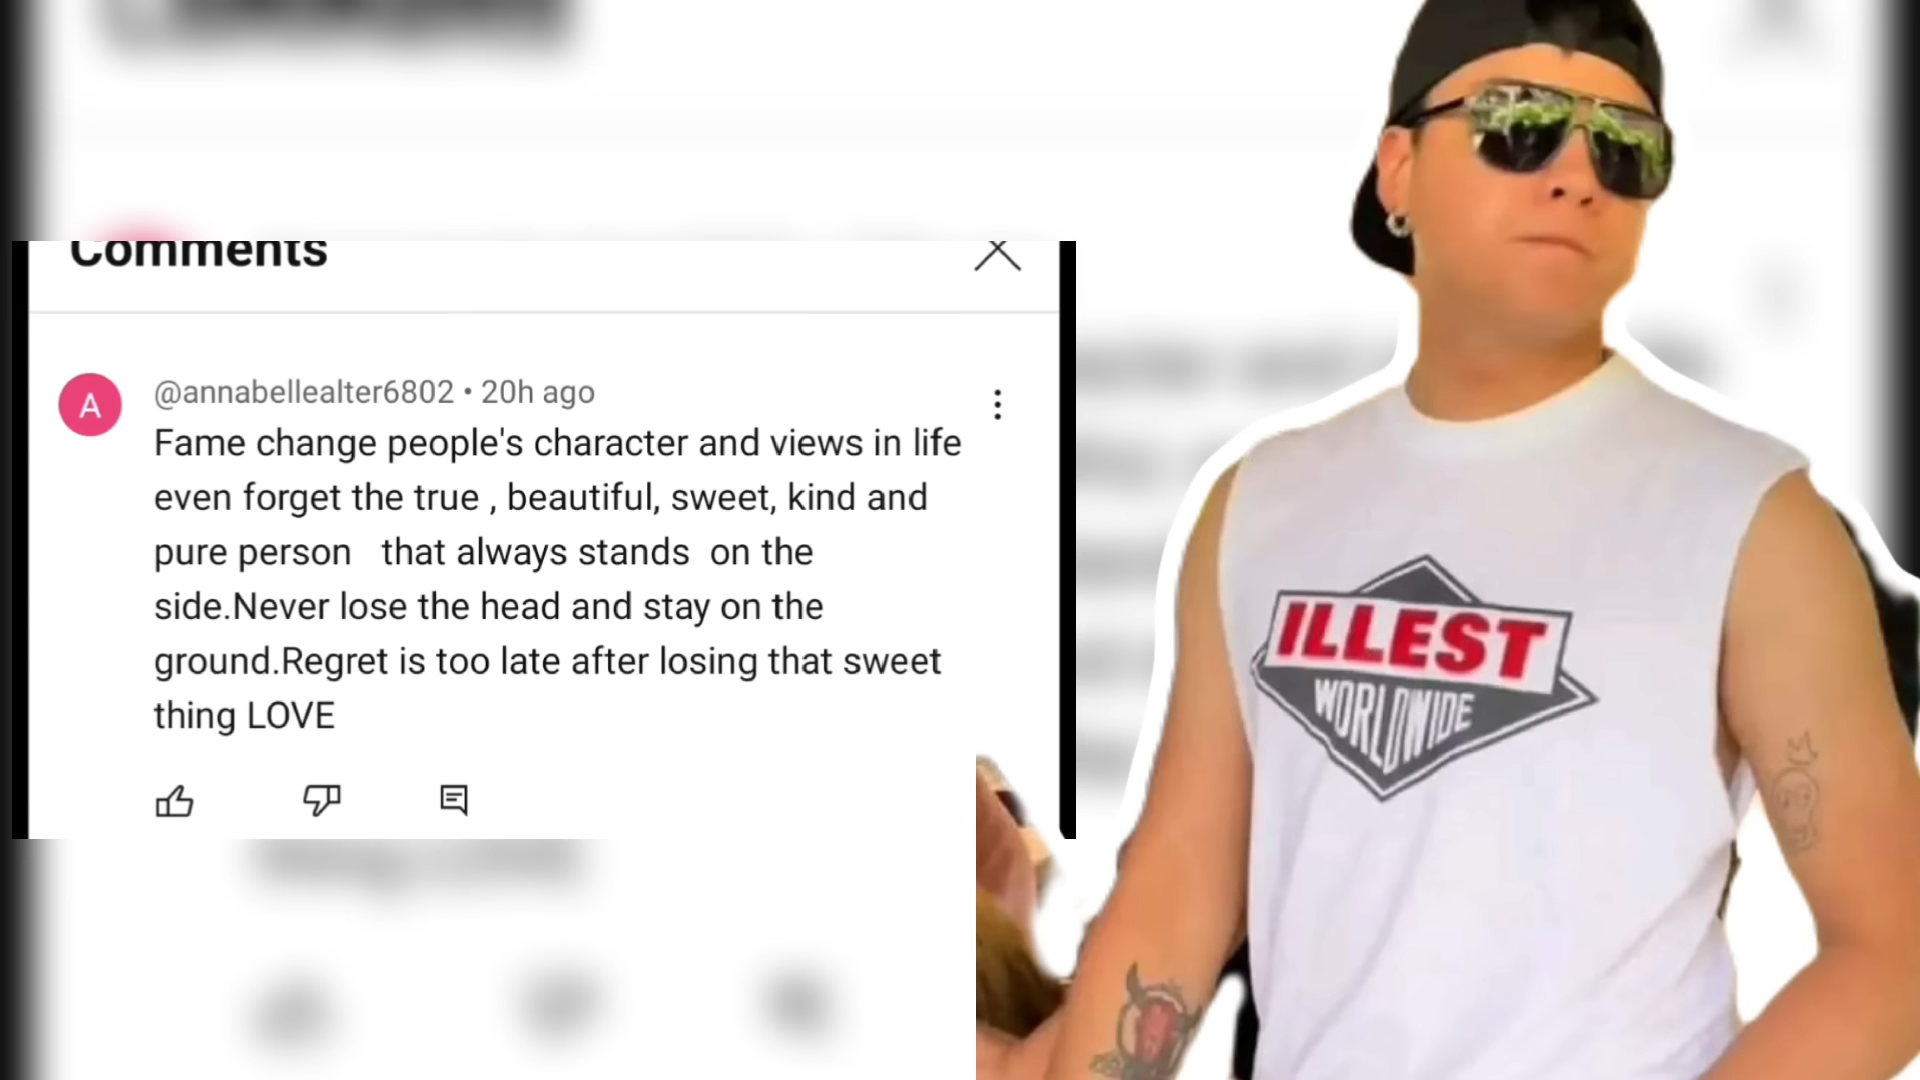 Comments
A
@annabellealter6802 • 20h ago
Fame change people's character and views in life
even forget the true , beautiful, sweet, kind and
pure person   that always stands  on the
side.Never lose the head and stay on the
ground.Regret is too late after losing that sweet
thing LOVE
ILLEST
WORLDWIDE